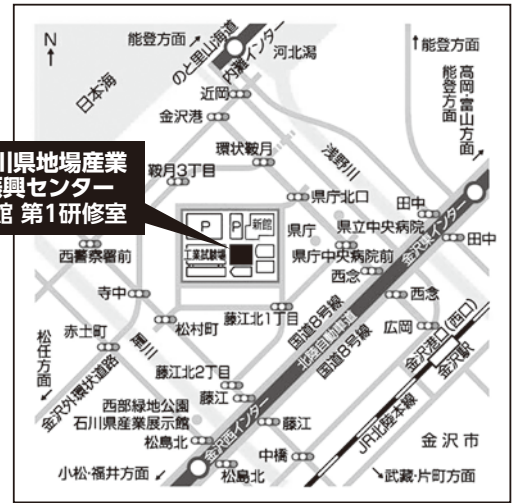 N
能登方面
のと里山海道
内灘インター
河北潟
能登方面
日本海
近岡
金沢港
高岡・富山方面
能登方面
環状鞍月
浅野川
川県地場産業
興センター
館 第1研修室
鞍月3丁目
県庁北口
田中
P
P
新館
県庁
県立中央病院
金沢東インター
田中
工業試験場
西警察署前
県庁中央病院前
西念
寺中
西念
松村町
藤江北1丁目
国道8号線
北陸自動車道
国道8号線
広岡
金沢港口(西口)
金沢駅
松任方面
赤土町
犀川
金沢外環状道路
藤江北2丁目
藤江
西部緑地公園
石川県産業展示館
金沢西インター
藤江
JR北陸本線
松島北
中橋
金沢市
小松・福井方面
松島北
武蔵・片町方面